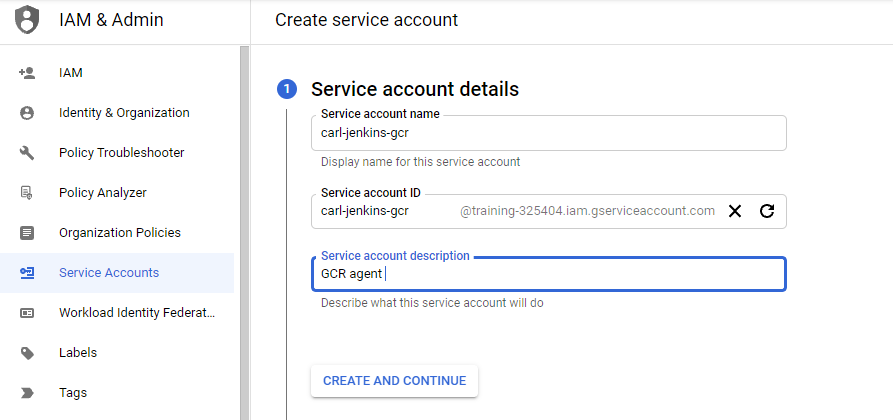 IAM & Admin
Create service account
IAM
Identity & Organization
Policy Troubleshooter
Policy Analyzer
Organization Policies
Service Accounts
Workload Identity Federat...
Labels
Tags
1 Service account details
Service account name
carl-jenkins-gcr
Display name for this service account
Service account ID
carl-jenkins-gcr @training-325404.iam.gserviceaccount.com
Service account description
GCR agent
Describe what this service account will do
CREATE AND CONTINUE